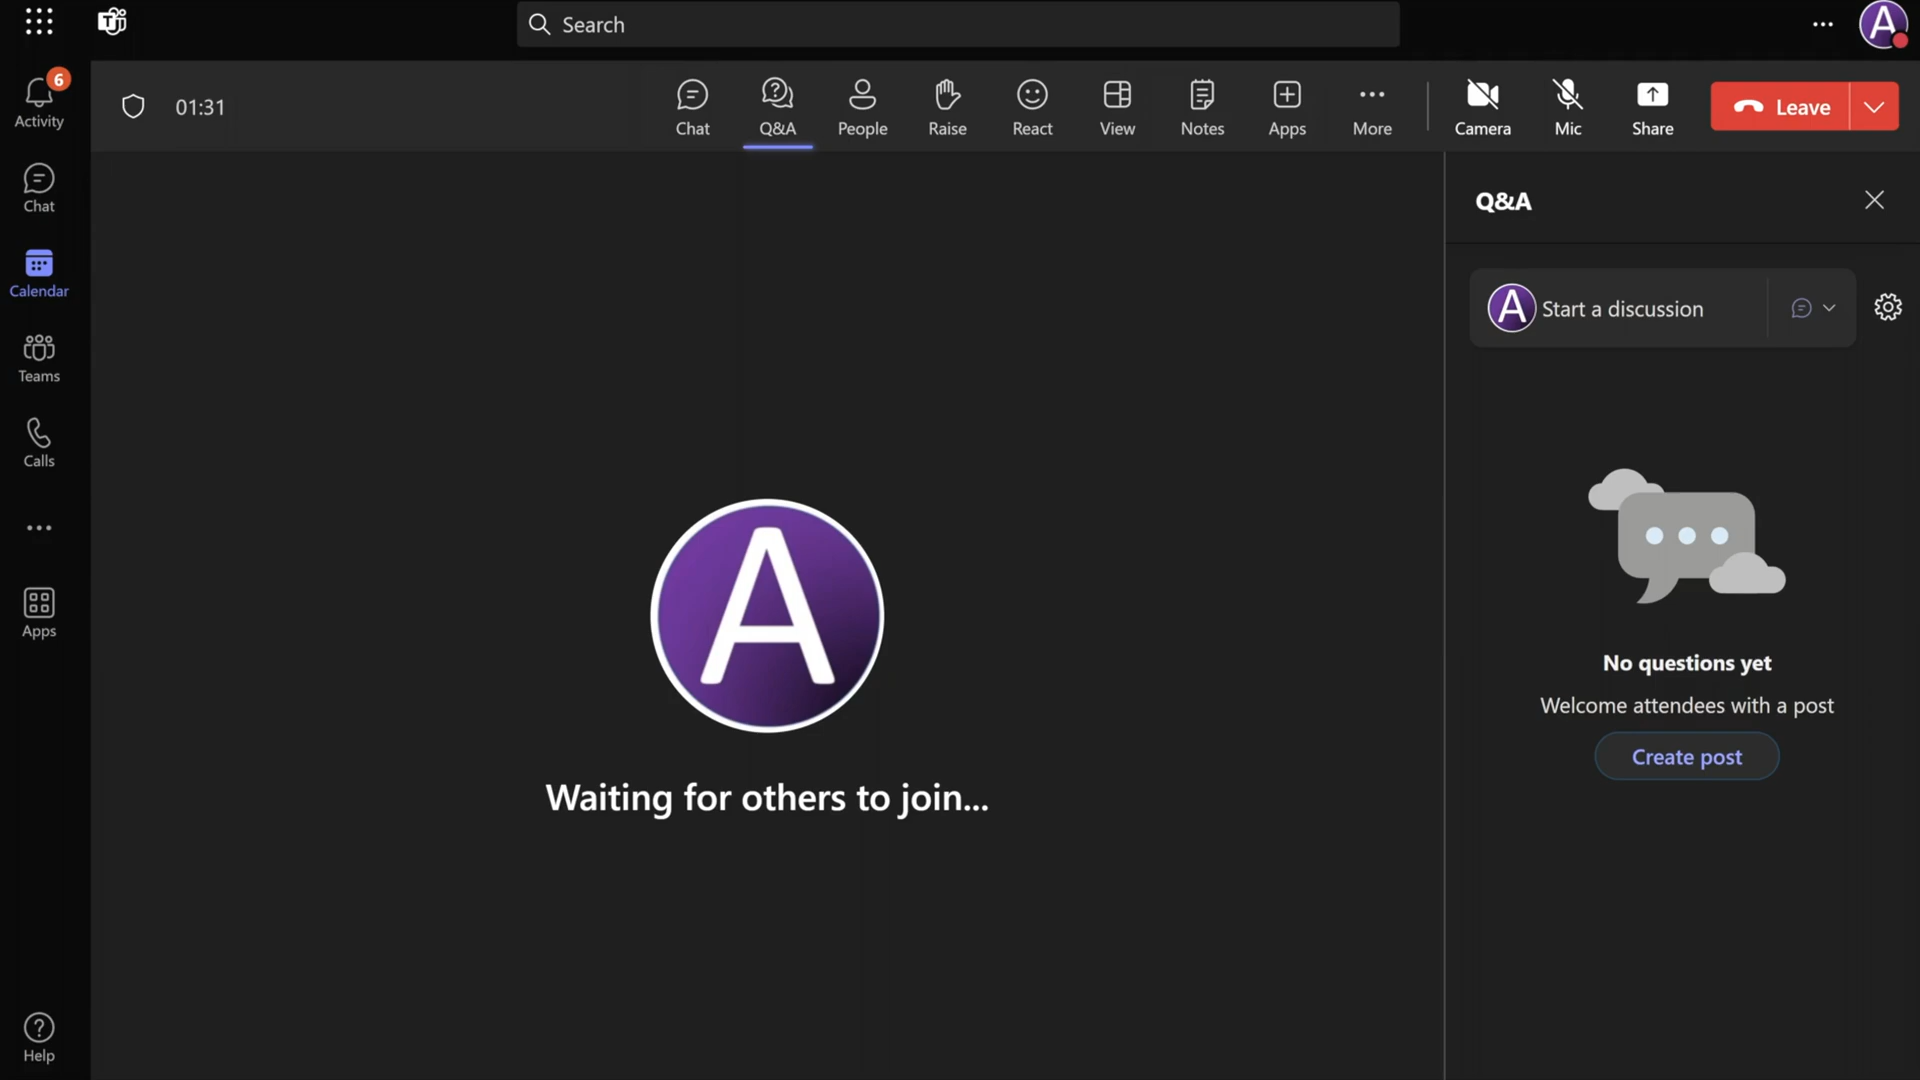 Search
A
6
Activity
Chat
Calendar
Teams
Calls
Apps
Help
01:31
Chat
Q&A
People
Raise
React
View
Notes
Apps
More
Camera
Mic
Share
Leave
A
Waiting for others to join...
Q&A
A
Start a discussion
No questions yet
Welcome attendees with a post
Create post